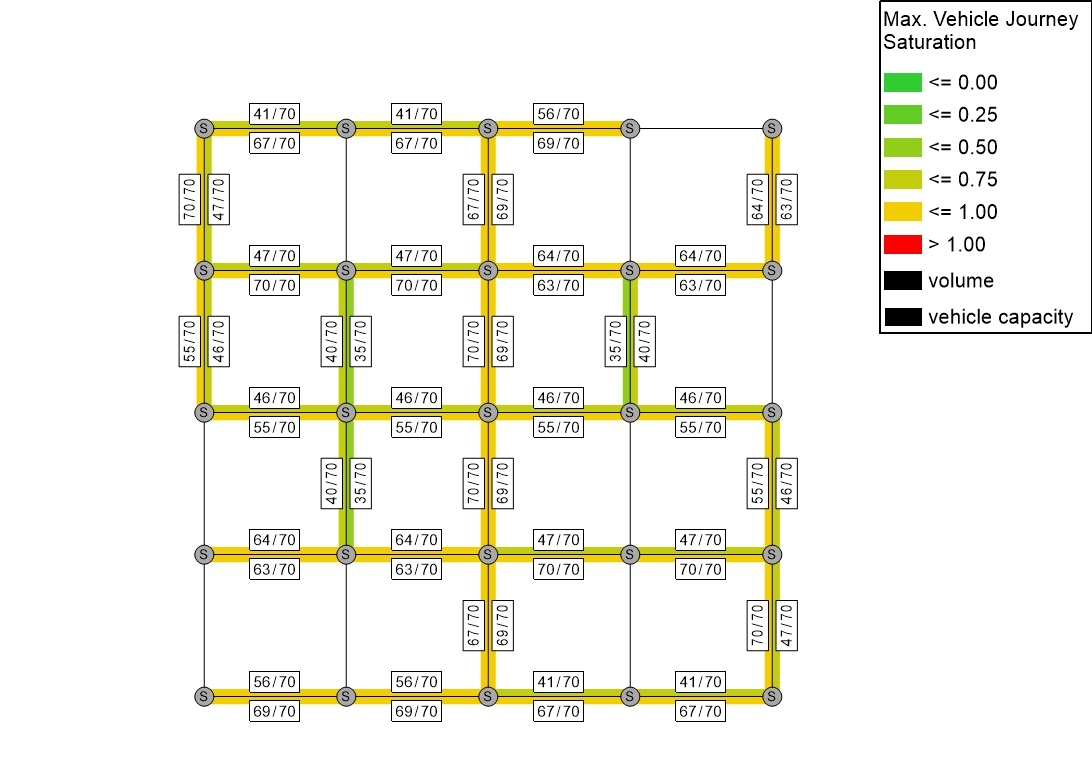 Max. Vehicle Journey
Saturation
<= 0.00
<= 0.25
<= 0.50
<= 0.75
<= 1.00
> 1.00
volume
vehicle capacity
41/70 41/70 56/70
S S S S S
67/70 67/70 69/70
70/70 47/70 67/70 69/70 64/70 63/70
47/70 47/70 64/70 64/70
S S S S S
70/70 70/70 63/70 63/70
55/70 46/70 40/70 35/70 70/70 69/70 35/70 40/70
46/70 46/70 46/70 46/70
S S S S S
55/70 55/70 55/70 55/70
40/70 35/70 70/70 69/70 55/70 46/70
64/70 64/70 47/70 47/70
S S S S S
63/70 63/70 70/70 70/70
67/70 69/70 70/70 47/70
56/70 56/70 41/70 41/70
S S S S S
69/70 69/70 67/70 67/70